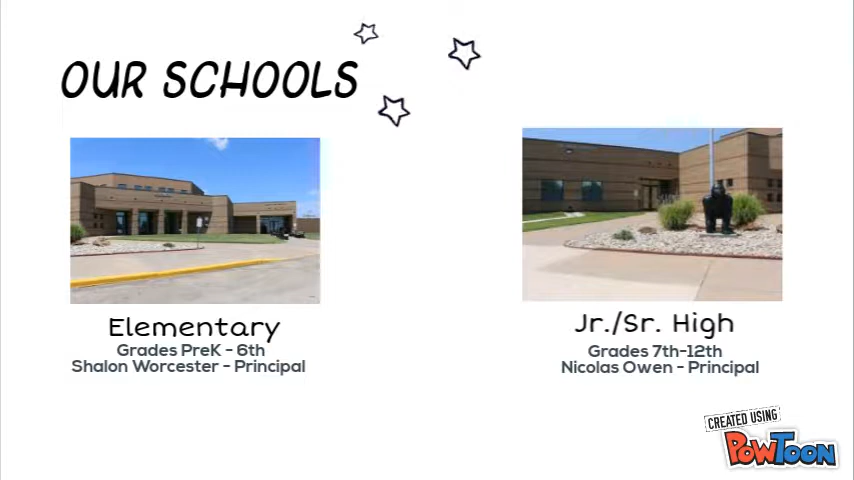 OUR SCHOOLS
Elementary
Grades PreK - 6th
Shalon Worcester - Principal
Jr./Sr. High
Grades 7th-12th
Nicolas Owen - Principal
CREATED USING
POWTOON